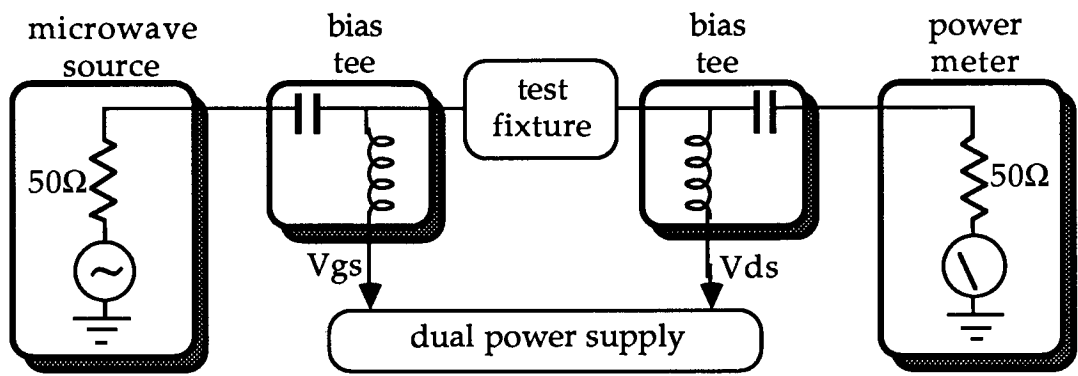 microwave
source
bias
tee
test
fixture
bias
tee
power
meter
50Ω
50Ω
Vgs
Vds
dual power supply